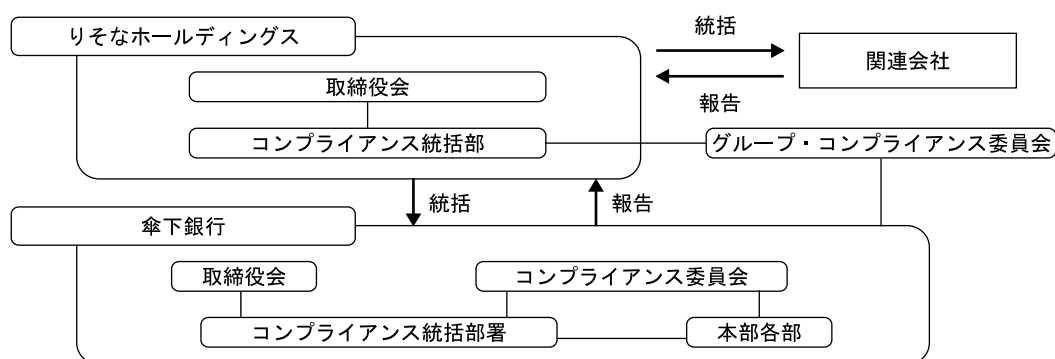 りそなホールディングス
統括
関連会社
報告
取締役会
コンプライアンス統括部
グループ・コンプライアンス委員会
統括
報告
傘下銀行
取締役会
コンプライアンス委員会
コンプライアンス統括部署
本部各部